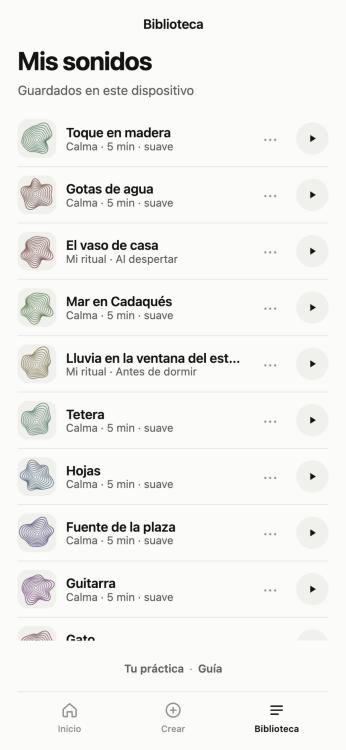 Biblioteca
Mis sonidos
Guardados en este dispositivo
Toque en madera
Calma · 5 min · suave
Gotas de agua
Calma · 5 min · suave
El vaso de casa
Mi ritual · Al despertar
Mar en Cadaqués
Calma · 5 min · suave
Lluvia en la ventana del est...
Mi ritual · Antes de dormir
Tetera
Calma · 5 min · suave
Hojas
Calma · 5 min · suave
Fuente de la plaza
Calma · 5 min · suave
Guitarra
Calma · 5 min · suave
Gato
Tu práctica · Guía
Inicio
Crear
Biblioteca